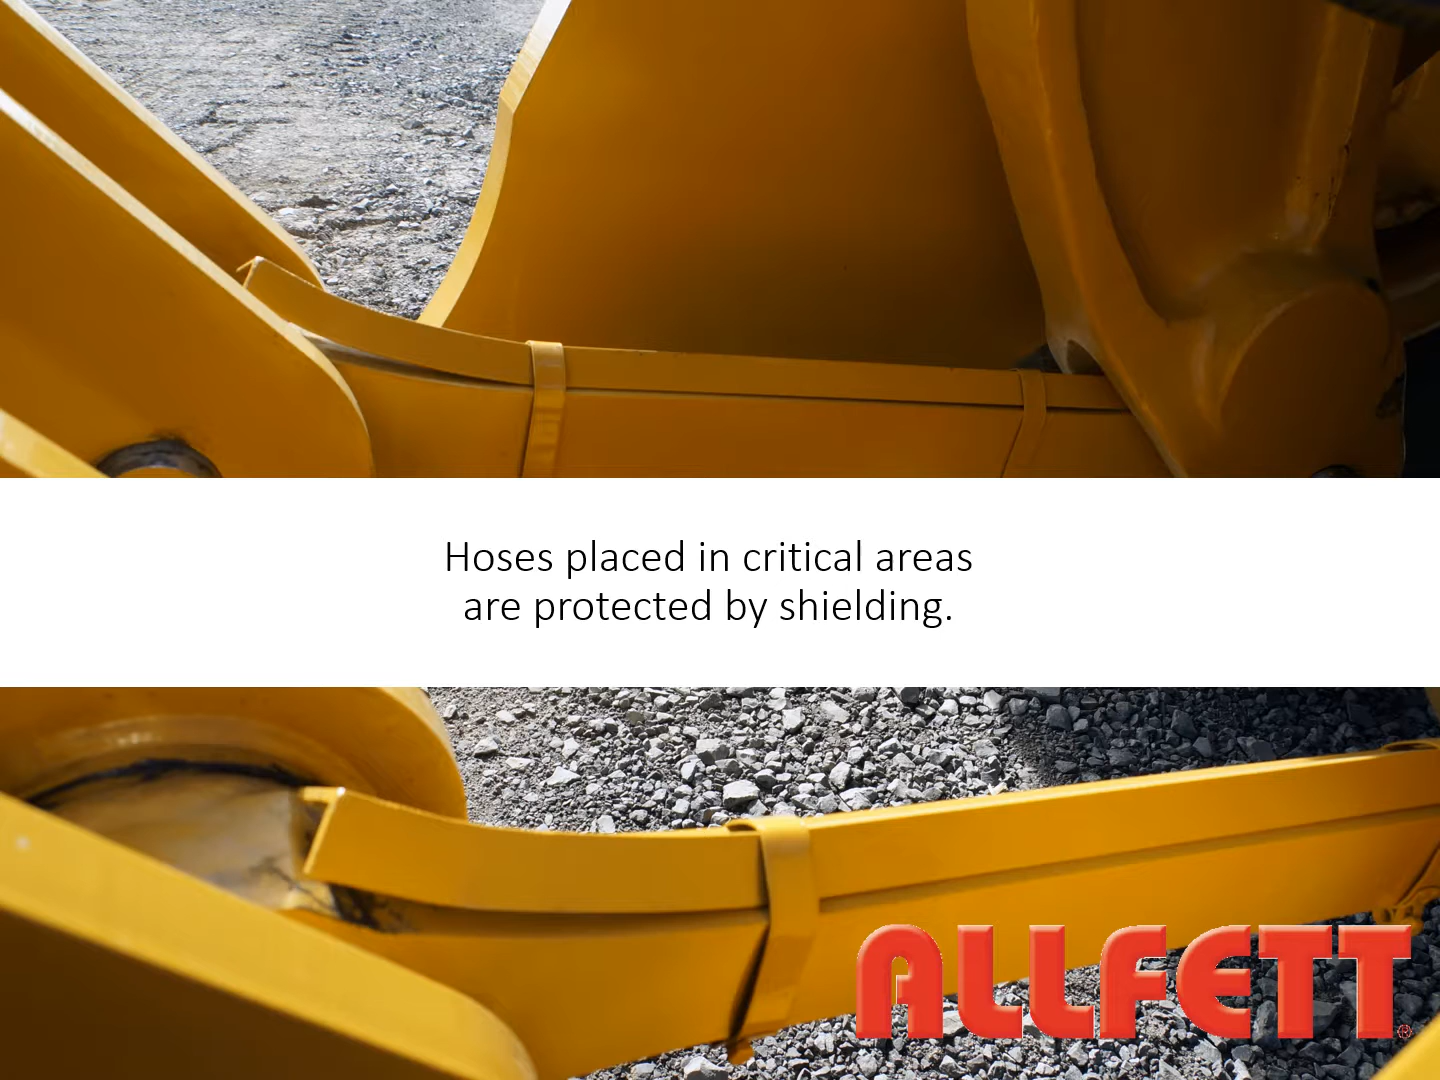 Hoses placed in critical areas
are protected by shielding.
ALLFETT®